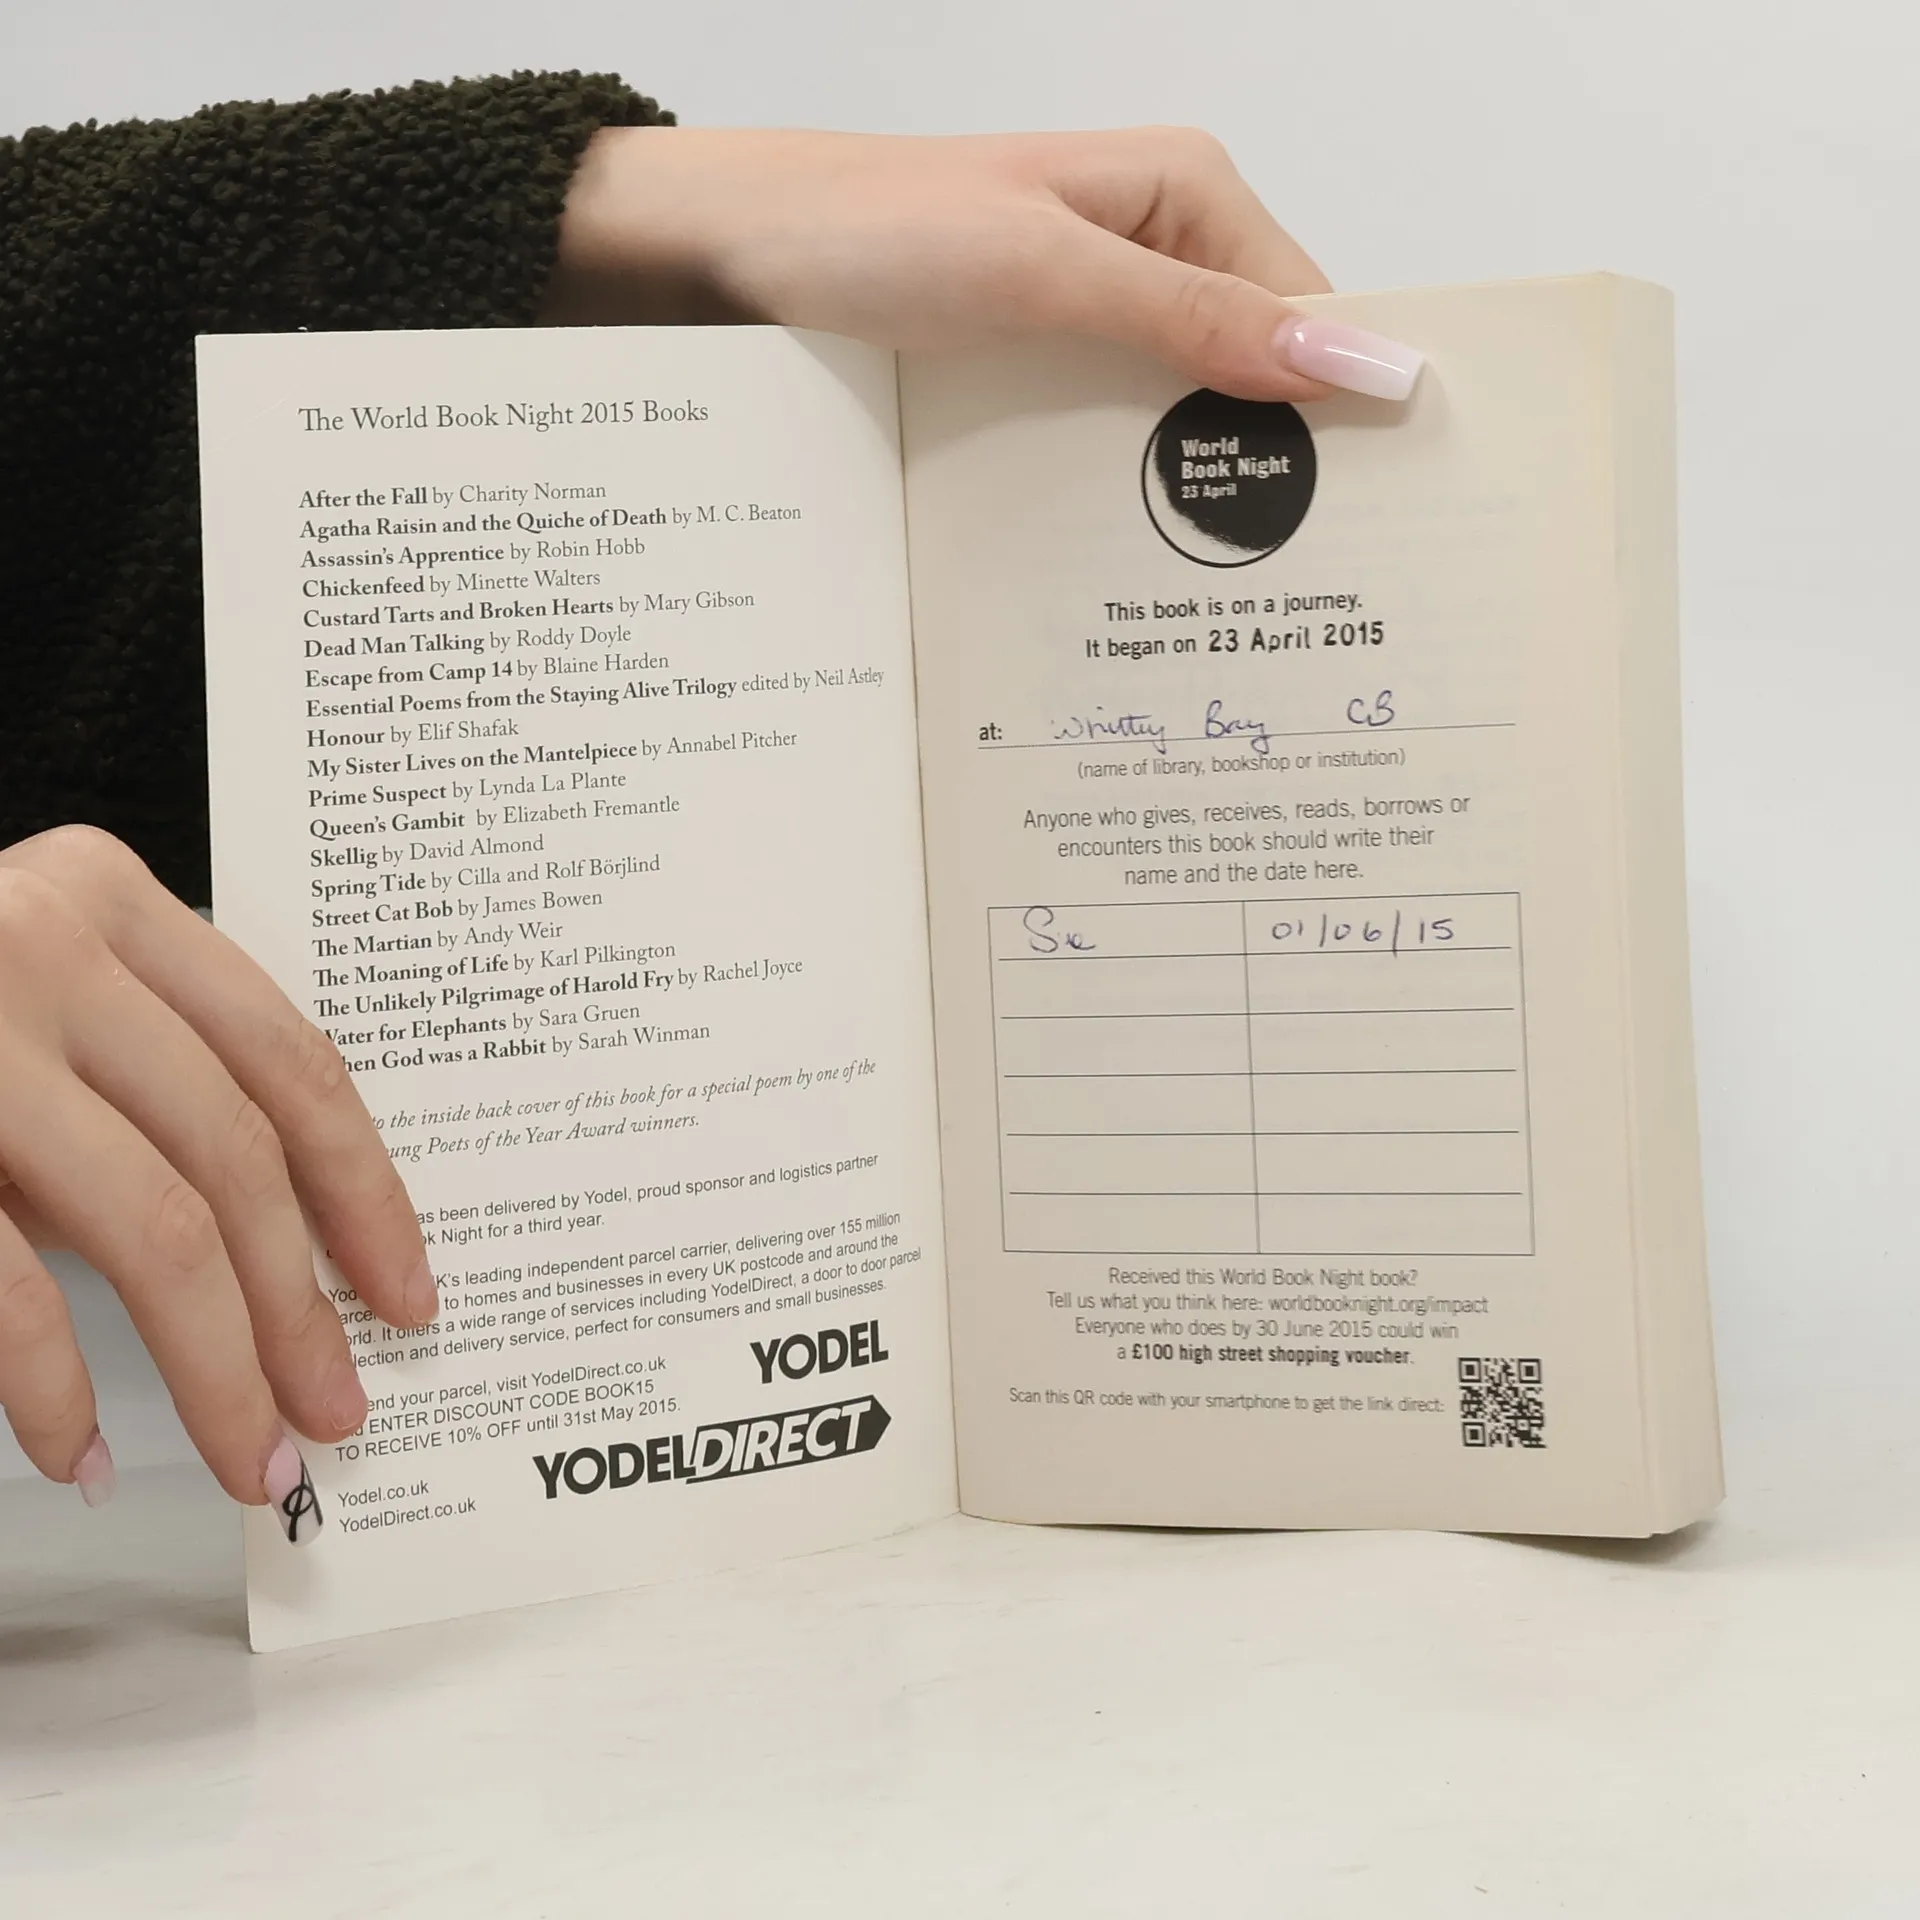 The World Book Night 2015 Books
After the Fall by Charity Norman
Agatha Raisin and the Quiche of Death by M. C. Beaton
Assassin's Apprentice by Robin Hobb
Chickenfeed by Minette Walters
Custard Tarts and Broken Hearts by Mary Gibson
Dead Man Talking by Roddy Doyle
Escape from Camp 14 by Blaine Harden
Essential Poems from the Staying Alive Trilogy edited by Neil Astley
Honour by Elif Shafak
My Sister Lives on the Mantelpiece by Annabel Pitcher
Prime Suspect by Lynda La Plante
Queen's Gambit by Elizabeth Fremantle
Skellig by David Almond
Spring Tide by Cilla and Rolf Börjlind
Street Cat Bob by James Bowen
The Martian by Andy Weir
The Moaning of Life by Karl Pilkington
The Unlikely Pilgrimage of Harold Fry by Rachel Joyce
Water for Elephants by Sara Gruen
hen God was a Rabbit by Sarah Winman
to the inside back cover of this book for a special poem by one of the
ung Poets of the Year Award winners.
as been delivered by Yodel, proud sponsor and logistics partner
ok Night for a third year.
Yod K's leading independent parcel carrier, delivering over 155 million
arce to homes and businesses in every UK postcode and around the
orld. It offers a wide range of services including YodelDirect, a door to door parcel
lection and delivery service, perfect for consumers and small businesses.
end your parcel, visit YodelDirect.co.uk
ENTER DISCOUNT CODE BOOK15
TO RECEIVE 10% OFF until 31st May 2015.
YODEL
YODELDIRECT
Yodel.co.uk
YodelDirect.co.uk
World
Book Night
23 April
This book is on a journey.
It began on 23 April 2015
at: Whitley Bay CB
(name of library, bookshop or institution)
Anyone who gives, receives, reads, borrows or
encounters this book should write their
name and the date here.
Sue 01/06/15
Received this World Book Night book?
Tell us what you think here: worldbooknight.org/impact
Everyone who does by 30 June 2015 could win
a £100 high street shopping voucher.
Scan this QR code with your smartphone to get the link direct: